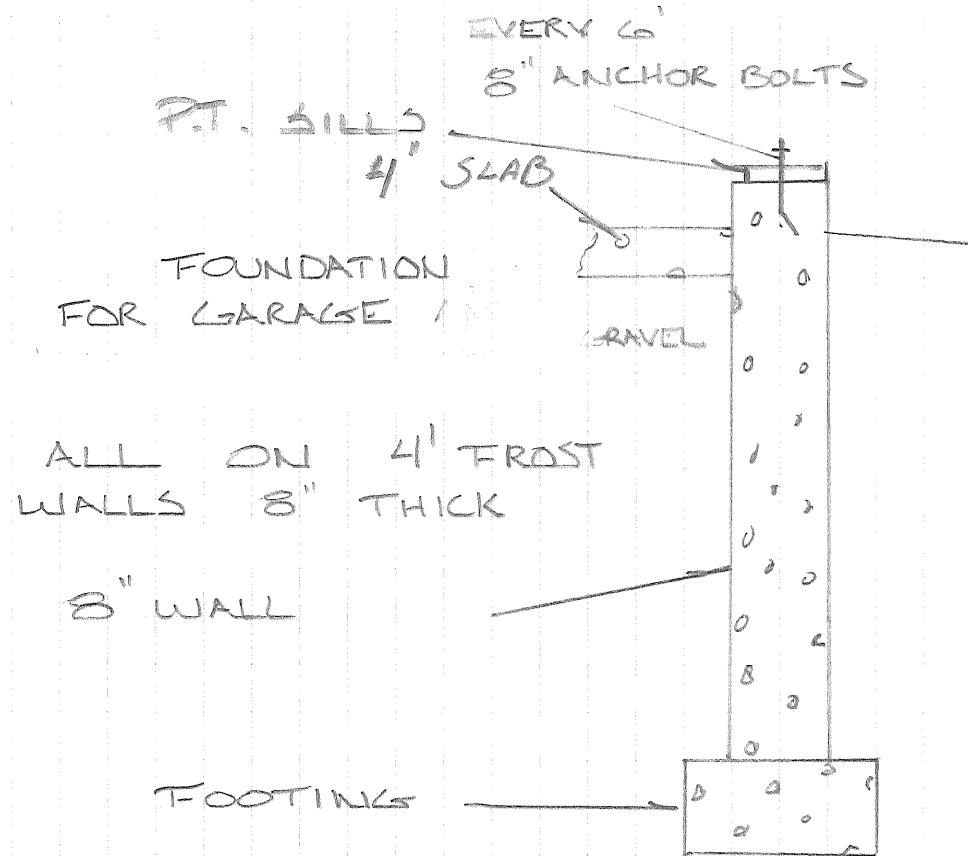 EVERY 6'
8" ANCHOR BOLTS
P.T. SILLS
4" SLAB
FOUNDATION
FOR GARAGE
GRAVEL
ALL ON 4' FROST
WALLS 8" THICK
8" WALL
FOOTING